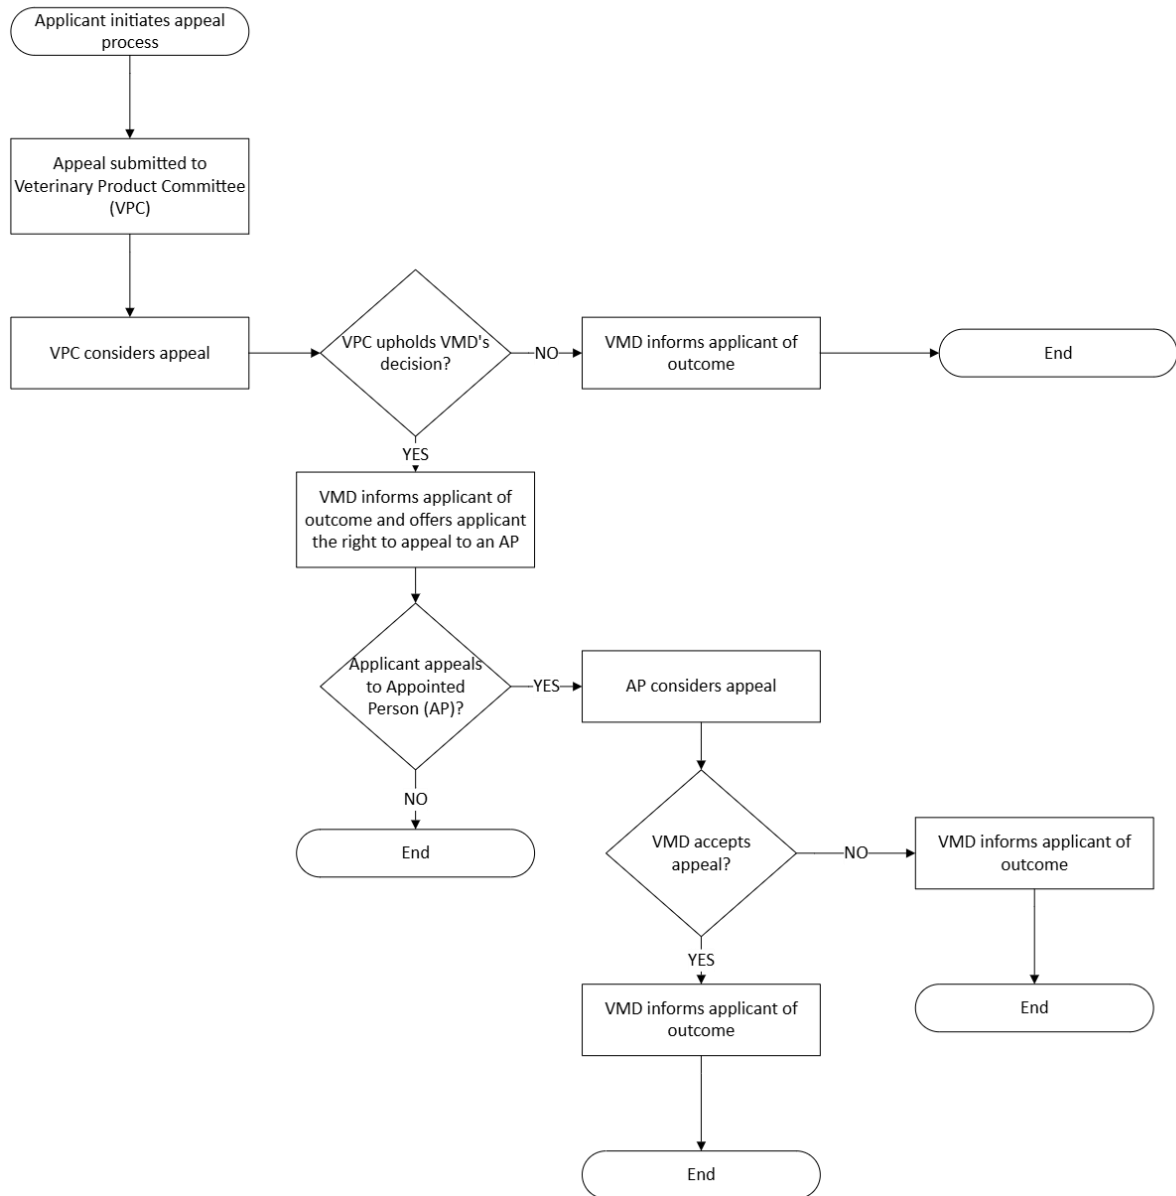 Applicant initiates appeal
process
Appeal submitted to
Veterinary Product Committee
(VPC)
VPC considers appeal
VPC upholds VMD's
decision?
NO
VMD informs applicant of
outcome
End
YES
VMD informs applicant of
outcome and offers applicant
the right to appeal to an AP
Applicant appeals
to Appointed
Person (AP)?
YES
AP considers appeal
NO
End
VMD accepts
appeal?
NO
VMD informs applicant of
outcome
End
YES
VMD informs applicant of
outcome
End